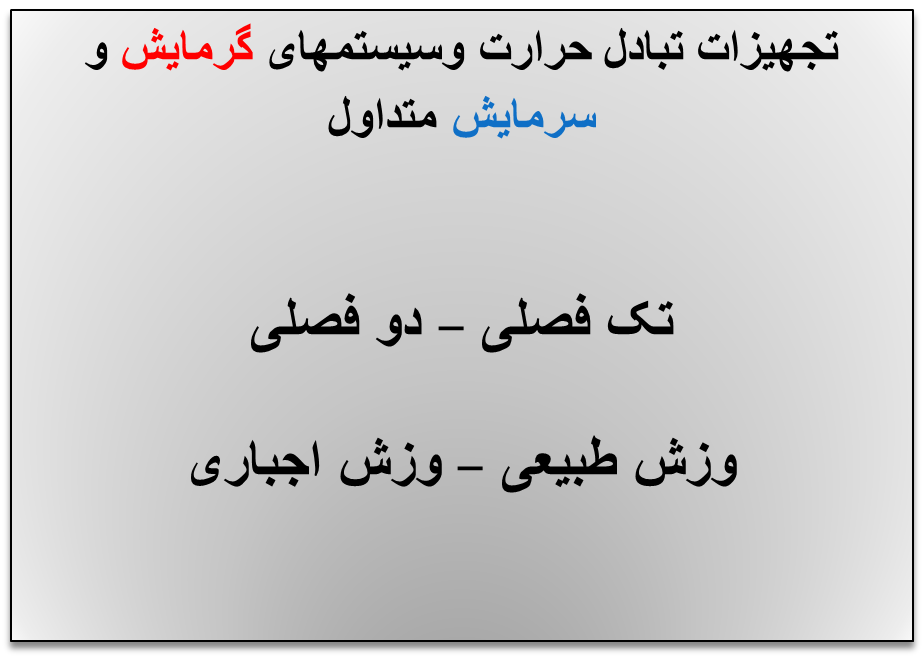 تجهیزات تبادل حرارت وسیستمهای گرمایش و
سرمایش متداول
تک فصلی – دو فصلی
وزش طبیعی – وزش اجباری